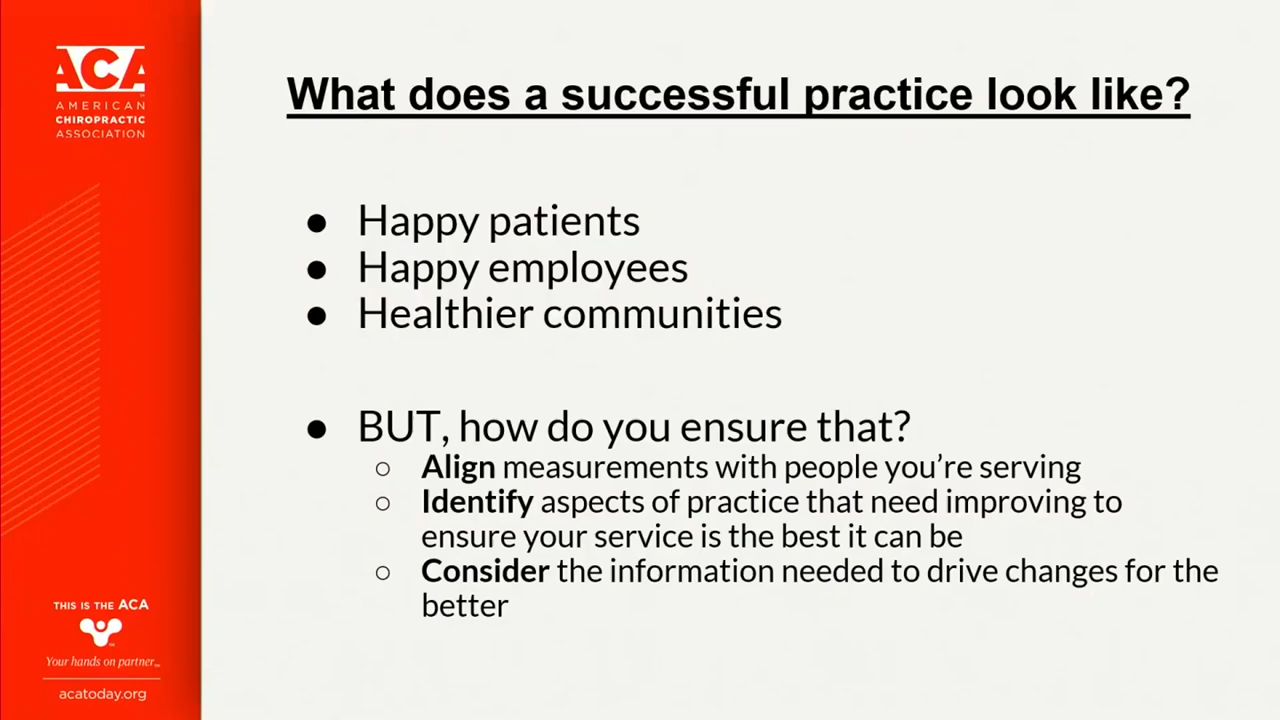 ACA
AMERICAN
CHIROPRACTIC
ASSOCIATION
What does a successful practice look like?
● Happy patients
● Happy employees
● Healthier communities
● BUT, how do you ensure that?
○ Align measurements with people you’re serving
○ Identify aspects of practice that need improving to
ensure your service is the best it can be
○ Consider the information needed to drive changes for the
better
THIS IS THE ACA
Your hands on partner™
acatoday.org